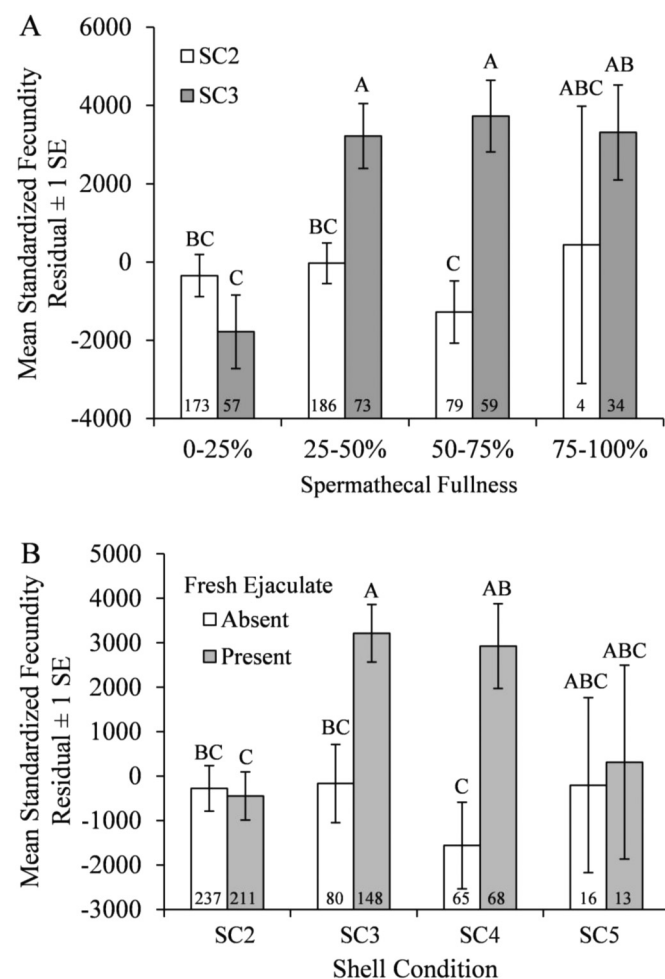 A
6000
SC2
SC3
4000
2000
0
-2000
-4000
Mean Standardized Fecundity
Residual ± 1 SE
BC
C
BC
A
C
A
ABC
AB
173
57
186
73
79
59
4
34
0-25%
25-50%
50-75%
75-100%
Spermathecal Fullness
B
5000
4000
3000
2000
1000
0
-1000
-2000
-3000
Mean Standardized Fecundity
Residual ± 1 SE
Fresh Ejaculate
Absent
Present
BC
C
BC
A
C
AB
ABC
ABC
237
211
80
148
65
68
16
13
SC2
SC3
SC4
SC5
Shell Condition